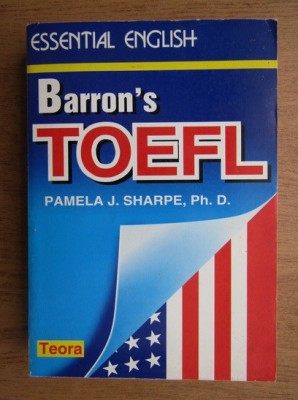 ESSENTIAL ENGLISH
Barron's
TOEFL
PAMELA J. SHARPE, Ph. D.
Teora